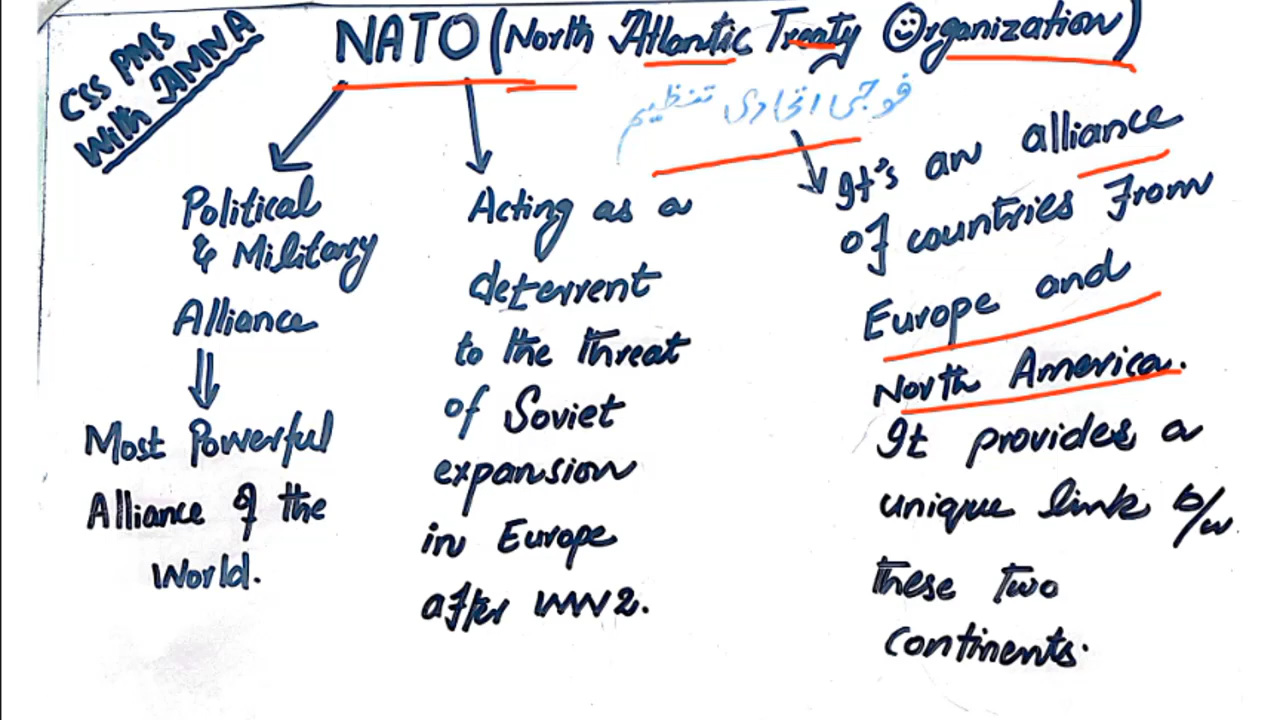 CSS PMS
With AMNA
NATO (North Atlantic Treaty Organization)
فوجی اتحادی تنظیم
Political
& Military
Alliance
Most Powerful
Alliance of the
World.
Acting as a
deterrent
to the threat
of Soviet
expansion
in Europe
after WW2.
It's an alliance
of countries from
Europe and
North America.
It provides a
unique link b/w
these two
continents.